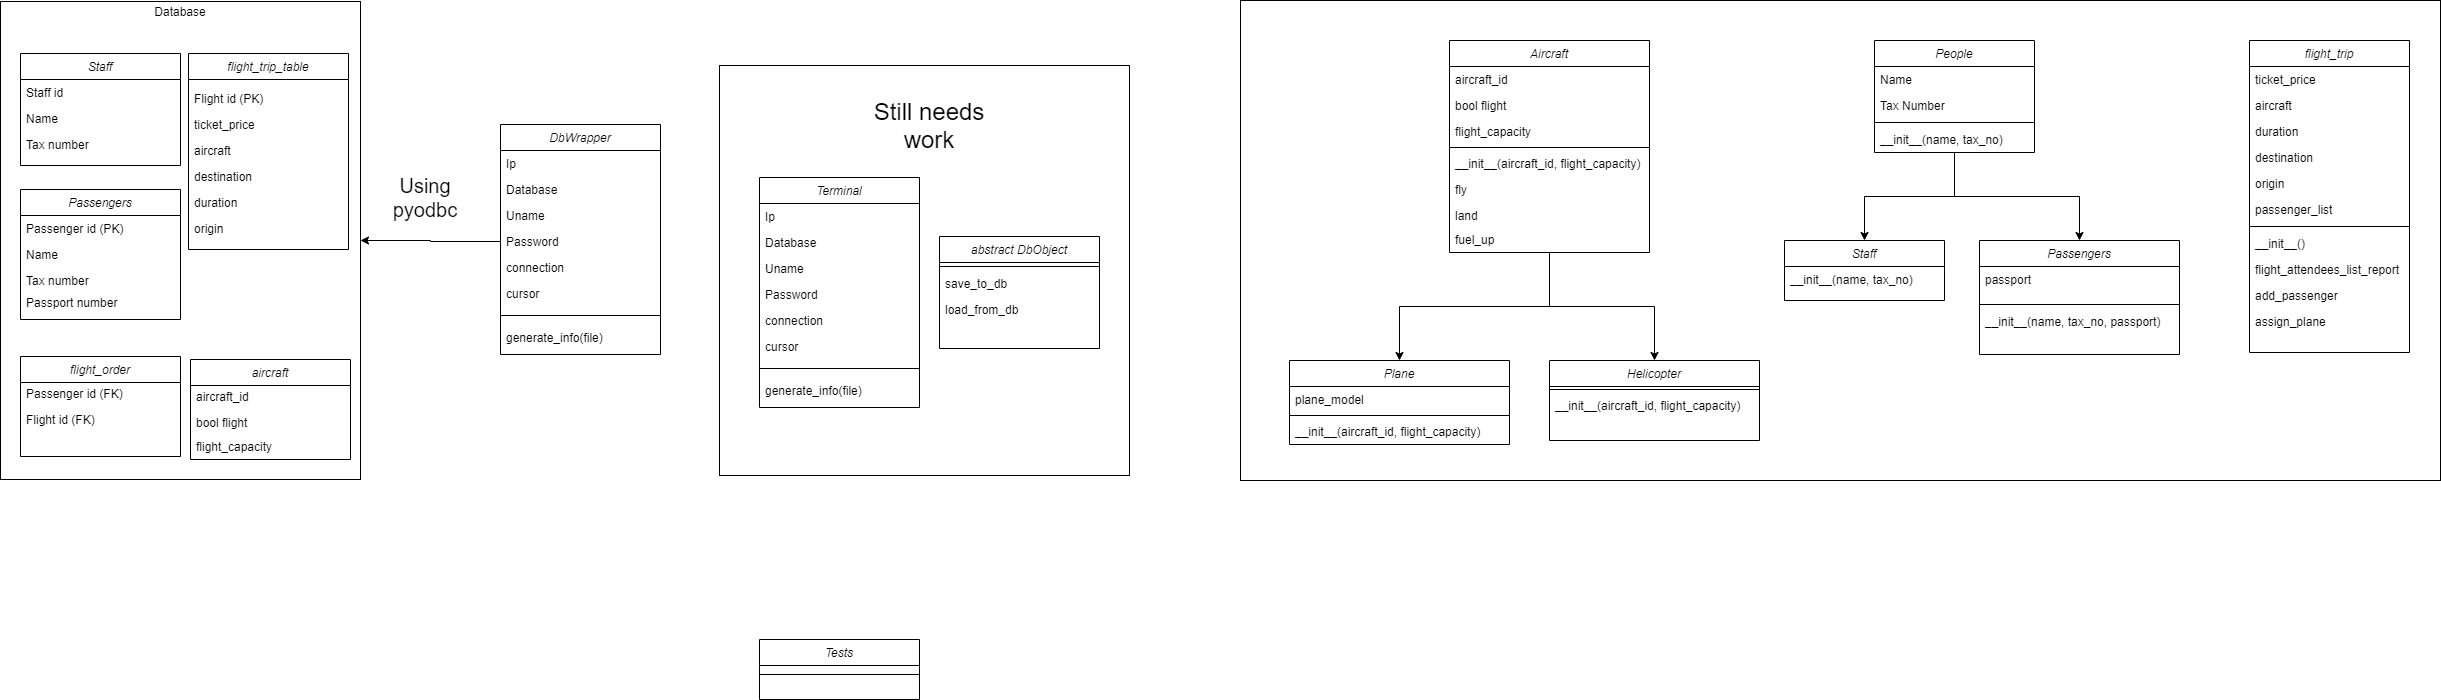 Database
Staff
Staff id
Name
Tax number
flight_trip_table
Flight id (PK)
ticket_price
aircraft
destination
duration
origin
Passengers
Passenger id (PK)
Name
Tax number
Passport number
flight_order
Passenger id (FK)
Flight id (FK)
aircraft
aircraft_id
bool flight
flight_capacity
Using
pyodbc
DbWrapper
Ip
Database
Uname
Password
connection
cursor
generate_info(file)
Still needs
work
Terminal
Ip
Database
Uname
Password
connection
cursor
generate_info(file)
abstract DbObject
save_to_db
load_from_db
Tests
Aircraft
aircraft_id
bool flight
flight_capacity
__init__(aircraft_id, flight_capacity)
fly
land
fuel_up
Plane
plane_model
__init__(aircraft_id, flight_capacity)
Helicopter
__init__(aircraft_id, flight_capacity)
People
Name
Tax Number
__init__(name, tax_no)
Staff
__init__(name, tax_no)
Passengers
passport
__init__(name, tax_no, passport)
flight_trip
ticket_price
aircraft
duration
destination
origin
passenger_list
__init__()
flight_attendees_list_report
add_passenger
assign_plane